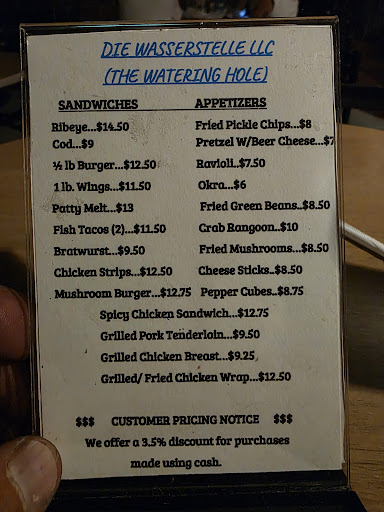 DIE WASSERSTELLE LLC
(THE WATERING HOLE)
SANDWICHES APPETIZERS
Ribeye...$14.50 Fried Pickle Chips...$8
Cod...$9 Pretzel W/Beer Cheese...$7
½ lb Burger...$12.50 Ravioli..$7.50
1 lb. Wings...$11.50 Okra...$6
Patty Melt...$13 Fried Green Beans..$8.50
Fish Tacos (2)...$11.50 Crab Rangoon..$10
Bratwurst...$9.50 Fried Mushrooms...$8.50
Chicken Strips...$12.50 Cheese Sticks..$8.50
Mushroom Burger...$12.75 Pepper Cubes..$8.75
Spicy Chicken Sandwich...$12.75
Grilled Pork Tenderloin...$9.50
Grilled Chicken Breast...$9.25
Grilled/ Fried Chicken Wrap...$12.50
$$$ CUSTOMER PRICING NOTICE $$$
We offer a 3.5% discount for purchases
made using cash.